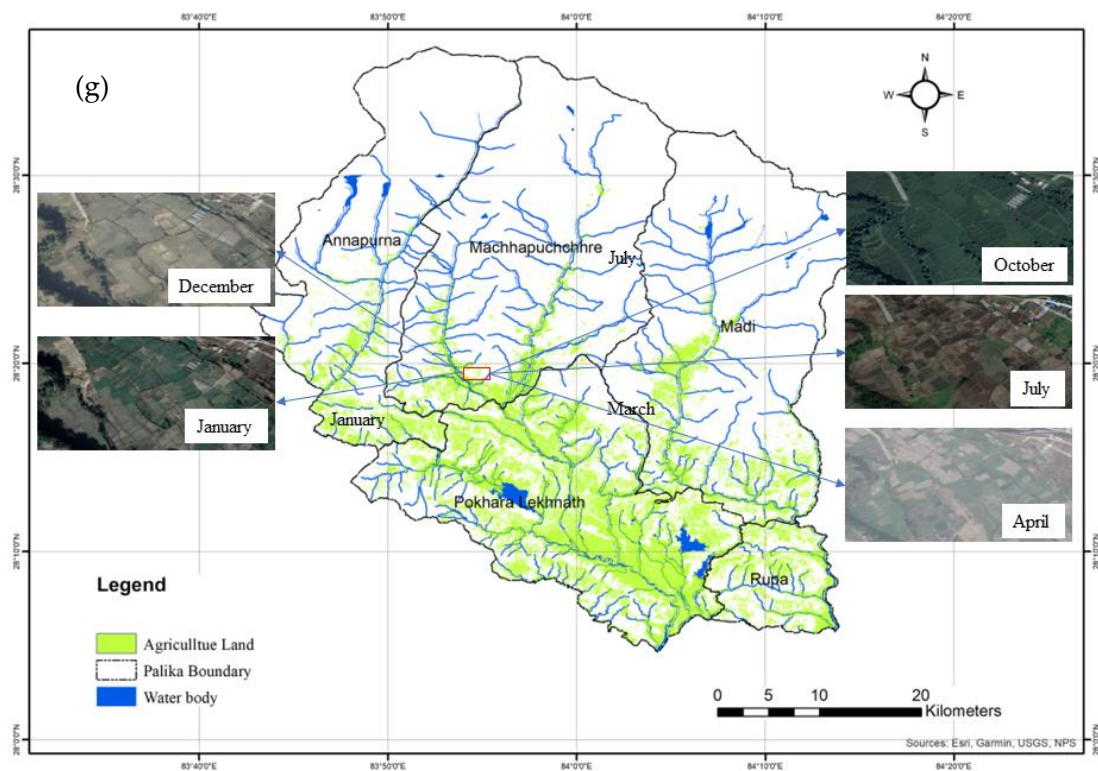 83°40'0"E 83°50'0"E 84°0'0"E 84°10'0"E 84°20'0"E
(g)
N
W E
S
28°30'0"N 28°30'0"N
December
Annapurna
Machhapuchchhre
July
October
Madi
28°20'0"N 28°20'0"N
January
January
March
July
Pokhara Lekhnath
April
28°10'0"N 28°10'0"N
Rupa
Legend
Agricülltue Land
Palika Boundary
Water body
0 5 10 20
Kilometers
Sources: Esri, Garmin, USGS, NPS
28°0'0"N 28°0'0"N
83°40'0"E 83°50'0"E 84°0'0"E 84°10'0"E 84°20'0"E